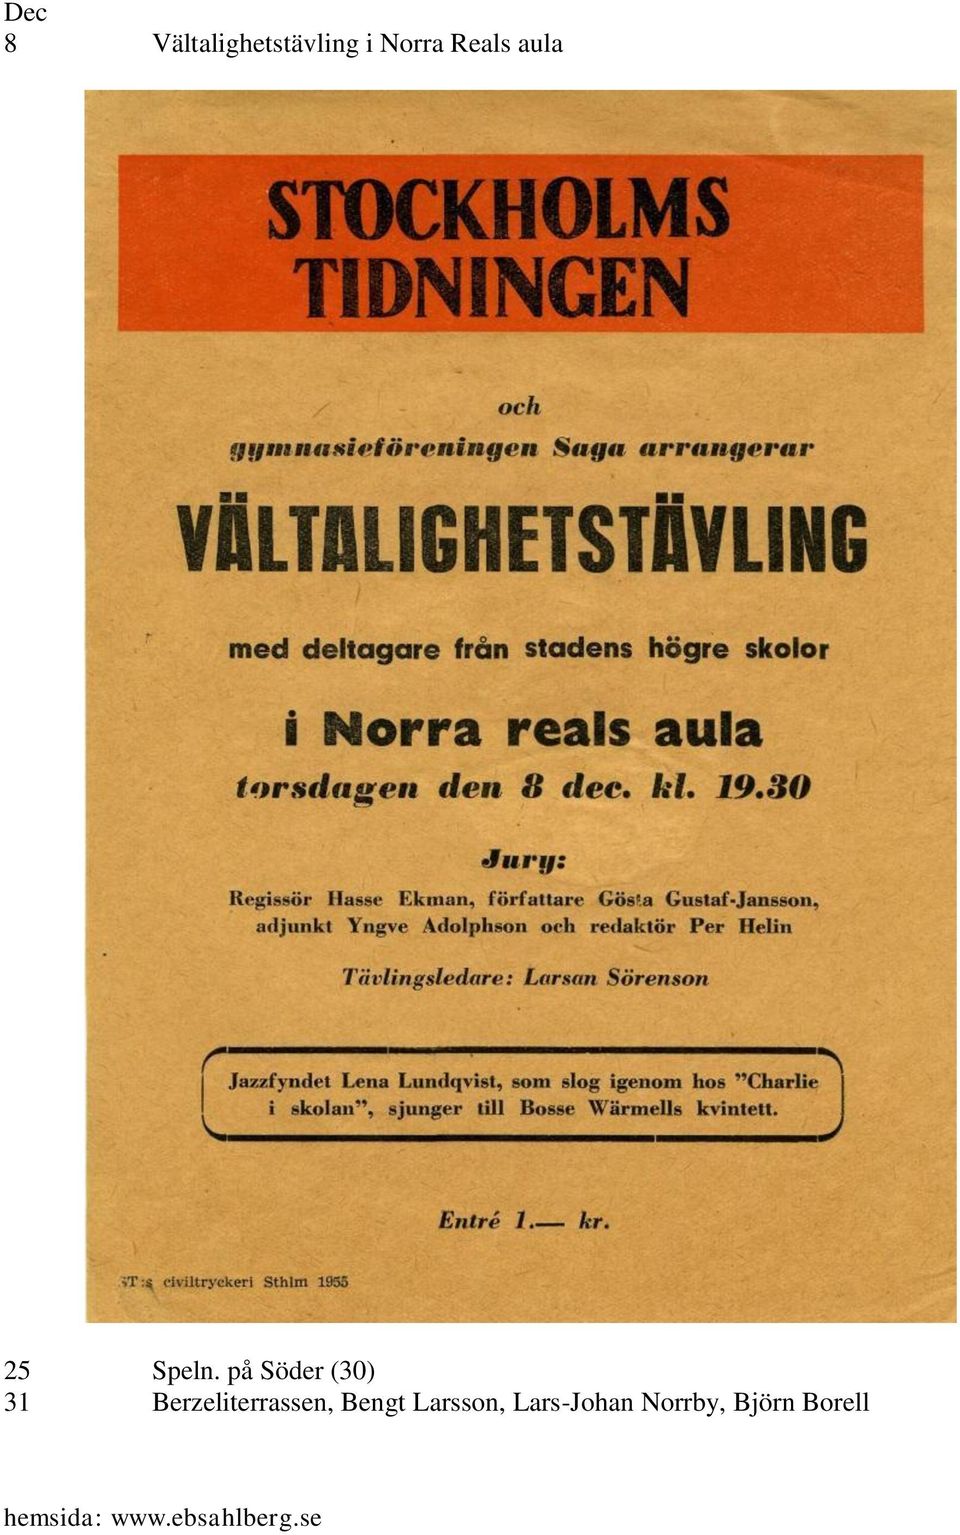 Dec
8 Vältalighetstävling i Norra Reals aula
STOCKHOLMS
TIDNINGEN
och
gymnasieföreningen Saga arrangerar
VÄLTALIGHETSTÄVLING
med deltagare från stadens högre skolor
i Norra reals aula
torsdagen den 8 dec. kl. 19.30
Jury:
Regissör Hasse Ekman, författare Gösta Gustaf-Jansson,
adjunkt Yngve Adolphson och redaktör Per Helin
Tävlingsledare: Larsan Sörenson
Jazzfyndet Lena Lundqvist, som slog igenom hos ”Charlie
i skolan”, sjunger till Bosse Wärmells kvintett.
Entré 1.— kr.
ST:s civiltryckeri Sthlm 1955
25 Speln. på Söder (30)
31 Berzeliterrassen, Bengt Larsson, Lars-Johan Norrby, Björn Borell
hemsida: www.ebsahlberg.se